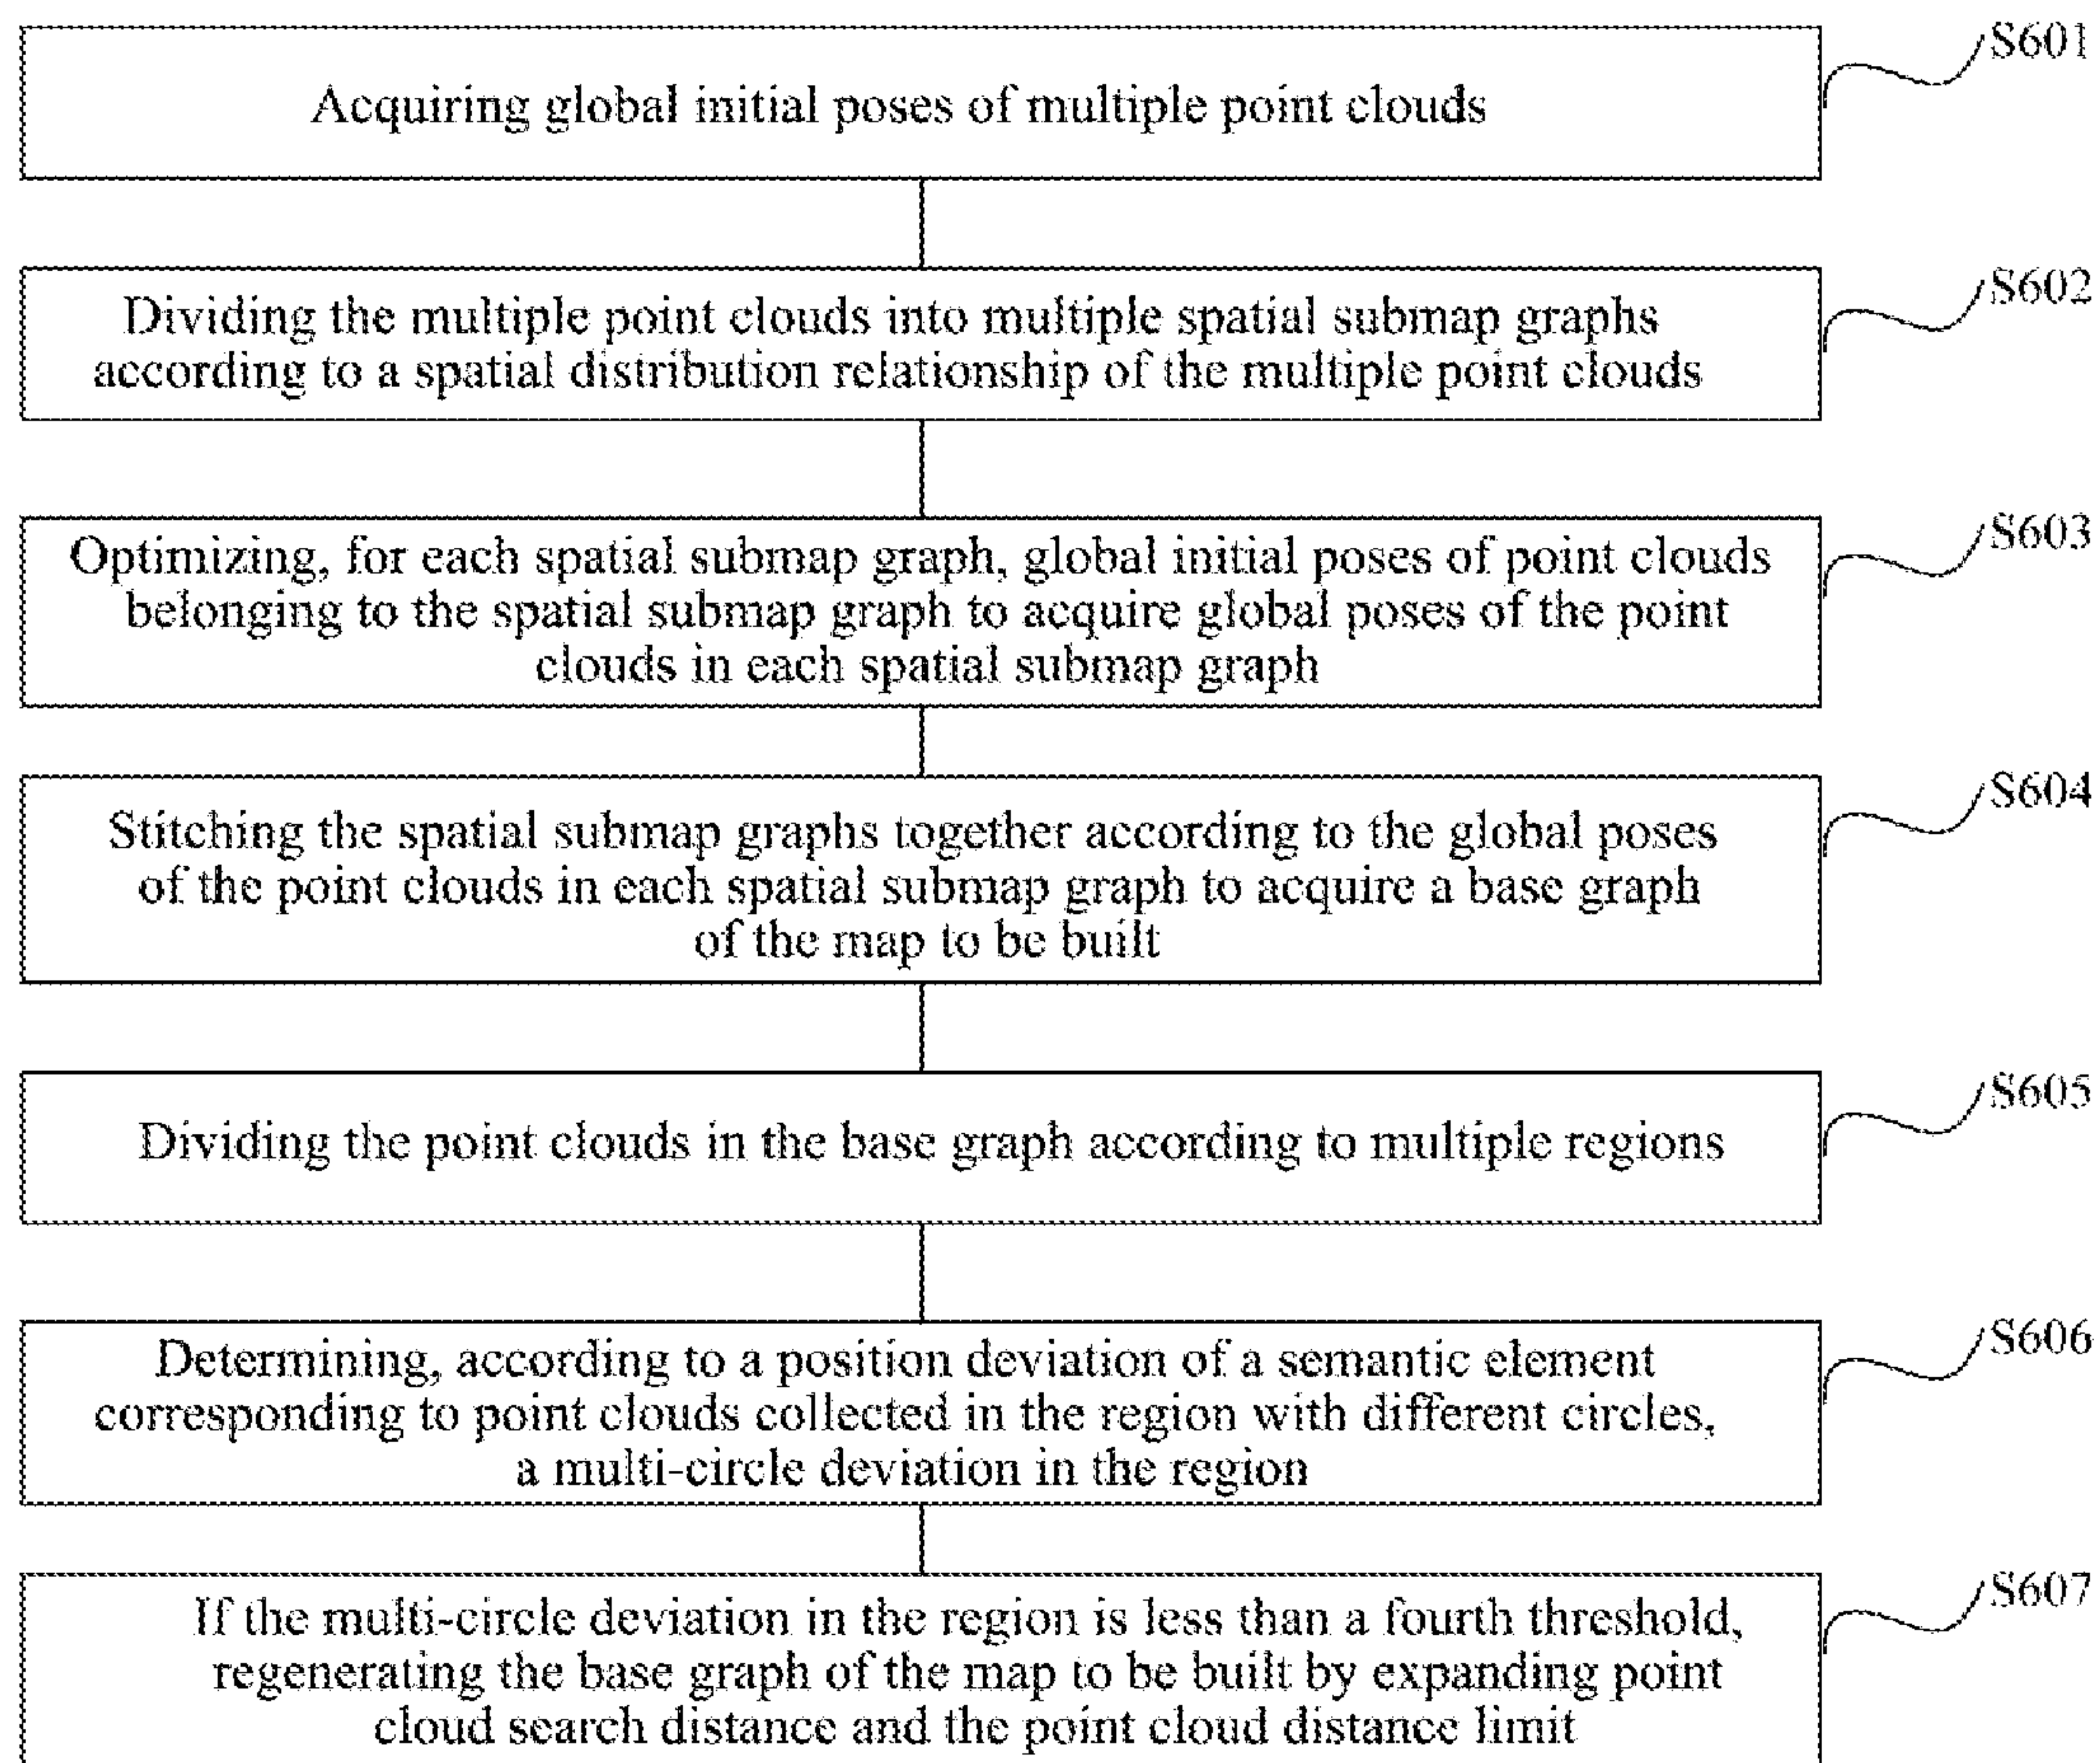 S601
Acquiring global initial poses of multiple point clouds
S602
Dividing the multiple point clouds into multiple spatial submap graphs
according to a spatial distribution relationship of the multiple point clouds
S603
Optimizing, for each spatial submap graph, global initial poses of point clouds
belonging to the spatial submap graph to acquire global poses of the point
clouds in each spatial submap graph
S604
Stitching the spatial submap graphs together according to the global poses
of the point clouds in each spatial submap graph to acquire a base graph
of the map to be built
S605
Dividing the point clouds in the base graph according to multiple regions
S606
Determining, according to a position deviation of a semantic element
corresponding to point clouds collected in the region with different circles,
a multi-circle deviation in the region
S607
If the multi-circle deviation in the region is less than a fourth threshold,
regenerating the base graph of the map to be built by expanding point
cloud search distance and the point cloud distance limit